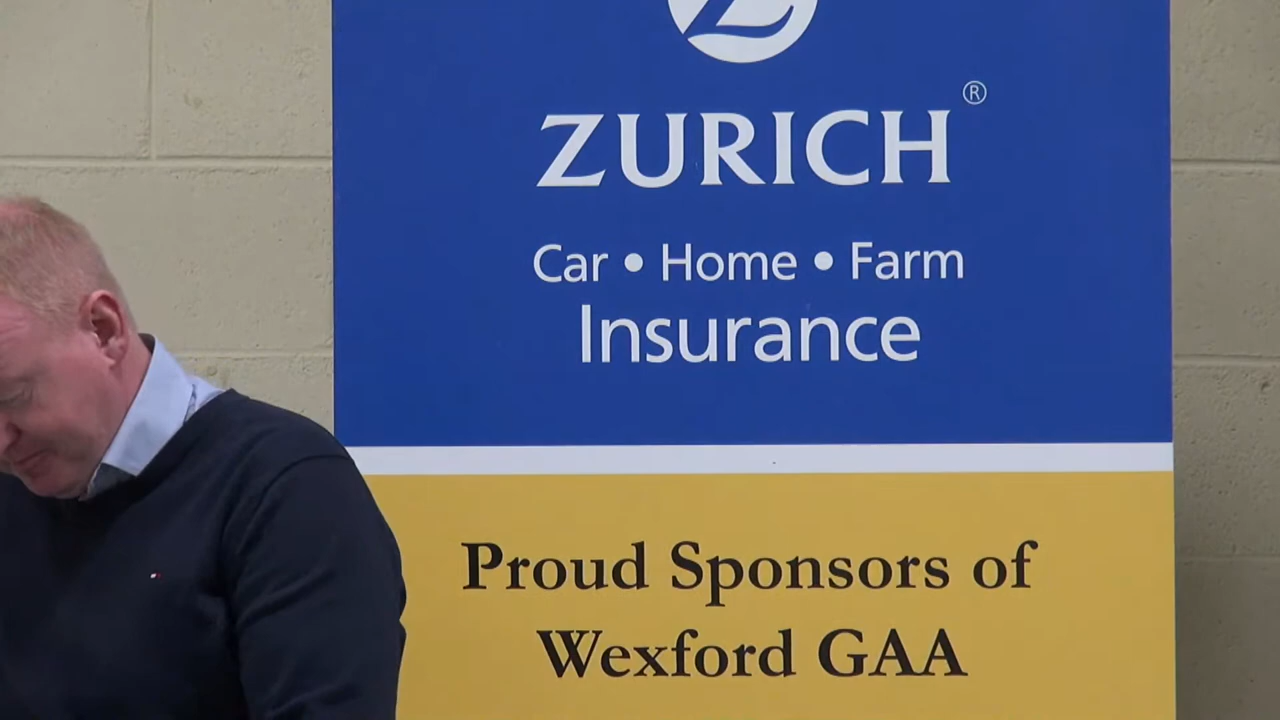 ZURICH®
Car • Home • Farm
Insurance
Proud Sponsors of
Wexford GAA